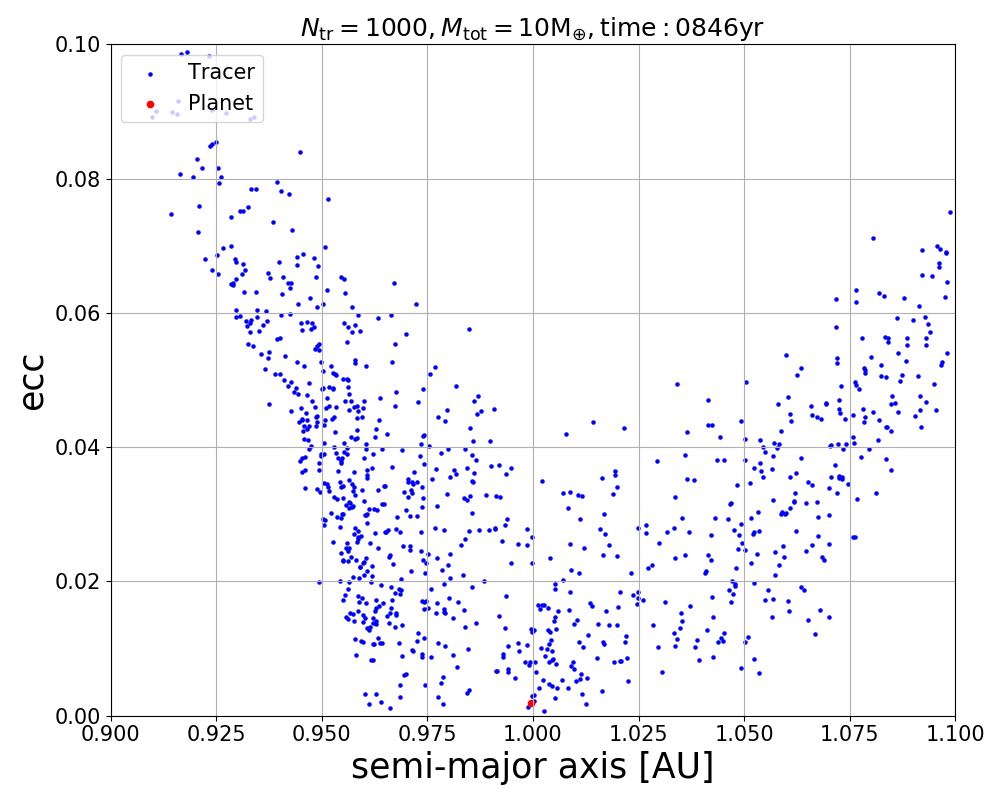 N_tr = 1000, M_tot = 10M_⊕, time : 0846yr
0.10
Tracer
Planet
0.08
0.06
0.04
0.02
0.00
ecc
0.900 0.925 0.950 0.975 1.000 1.025 1.050 1.075 1.100
semi-major axis [AU]